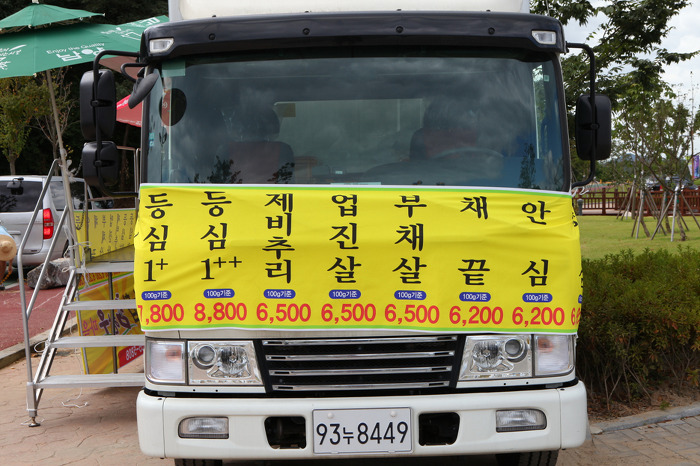 Enjoy the
등심1+ 등심1++ 제비추리 업진살 부채살 채끝 안심
100g기준 100g기준 100g기준 100g기준 100g기준 100g기준 100g기준
7,800 8,800 6,500 6,500 6,500 6,200 6,200
93누8449